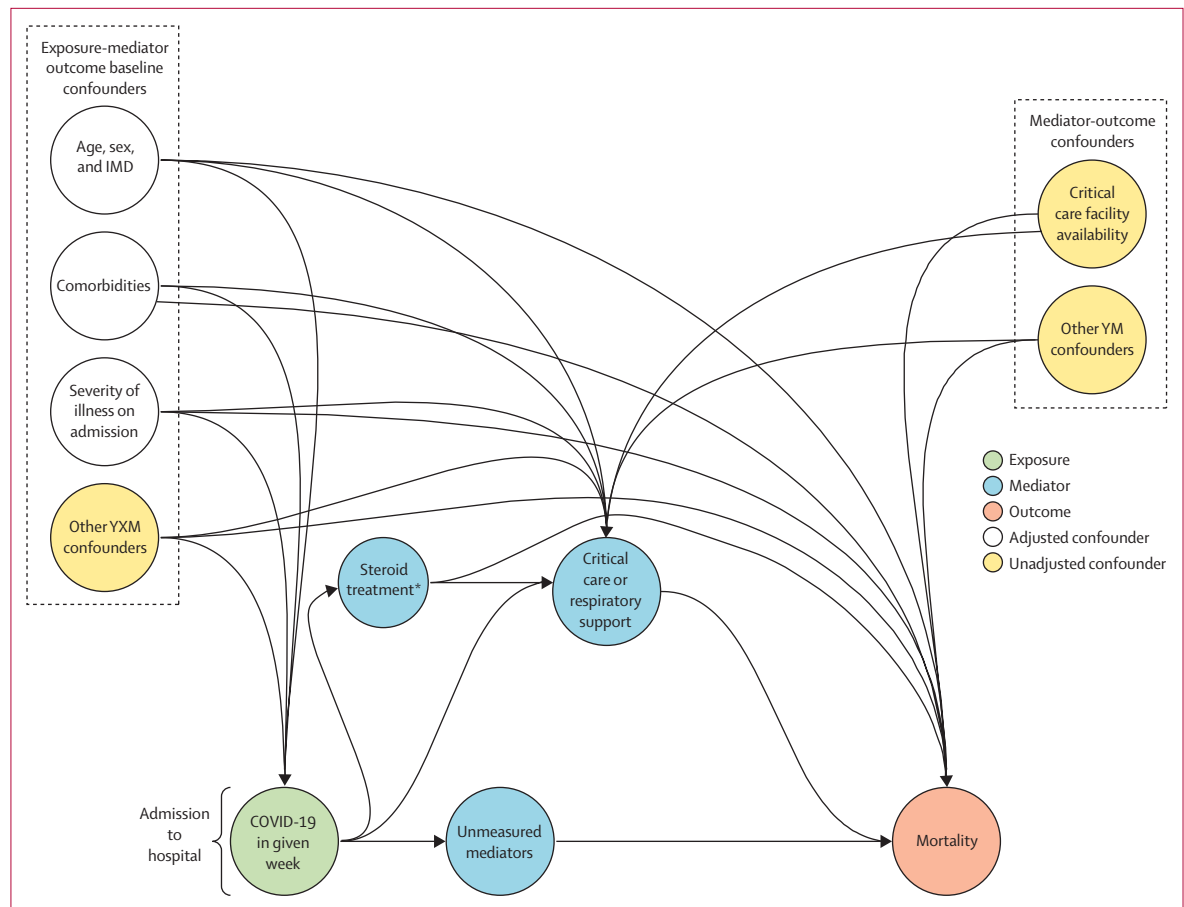 Exposure-mediator
outcome baseline
confounders
Age, sex,
and IMD
Comorbidities
Severity of
illness on
admission
Other YXM
confounders
Mediator-outcome
confounders
Critical
care facility
availability
Other YM
confounders
Exposure
Mediator
Outcome
Adjusted confounder
Unadjusted confounder
Steroid
treatment*
Critical
care or
respiratory
support
Admission
to
hospital
COVID-19
in given
week
Unmeasured
mediators
Mortality